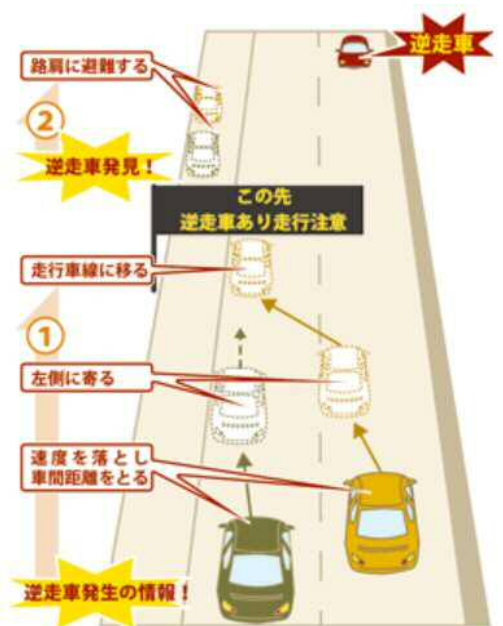 逆走車
路肩に避難する
②
逆走車発見！
この先
逆走車あり走行注意
走行車線に移る
①
左側に寄る
速度を落とし
車間距離をとる
逆走車発生の情報！